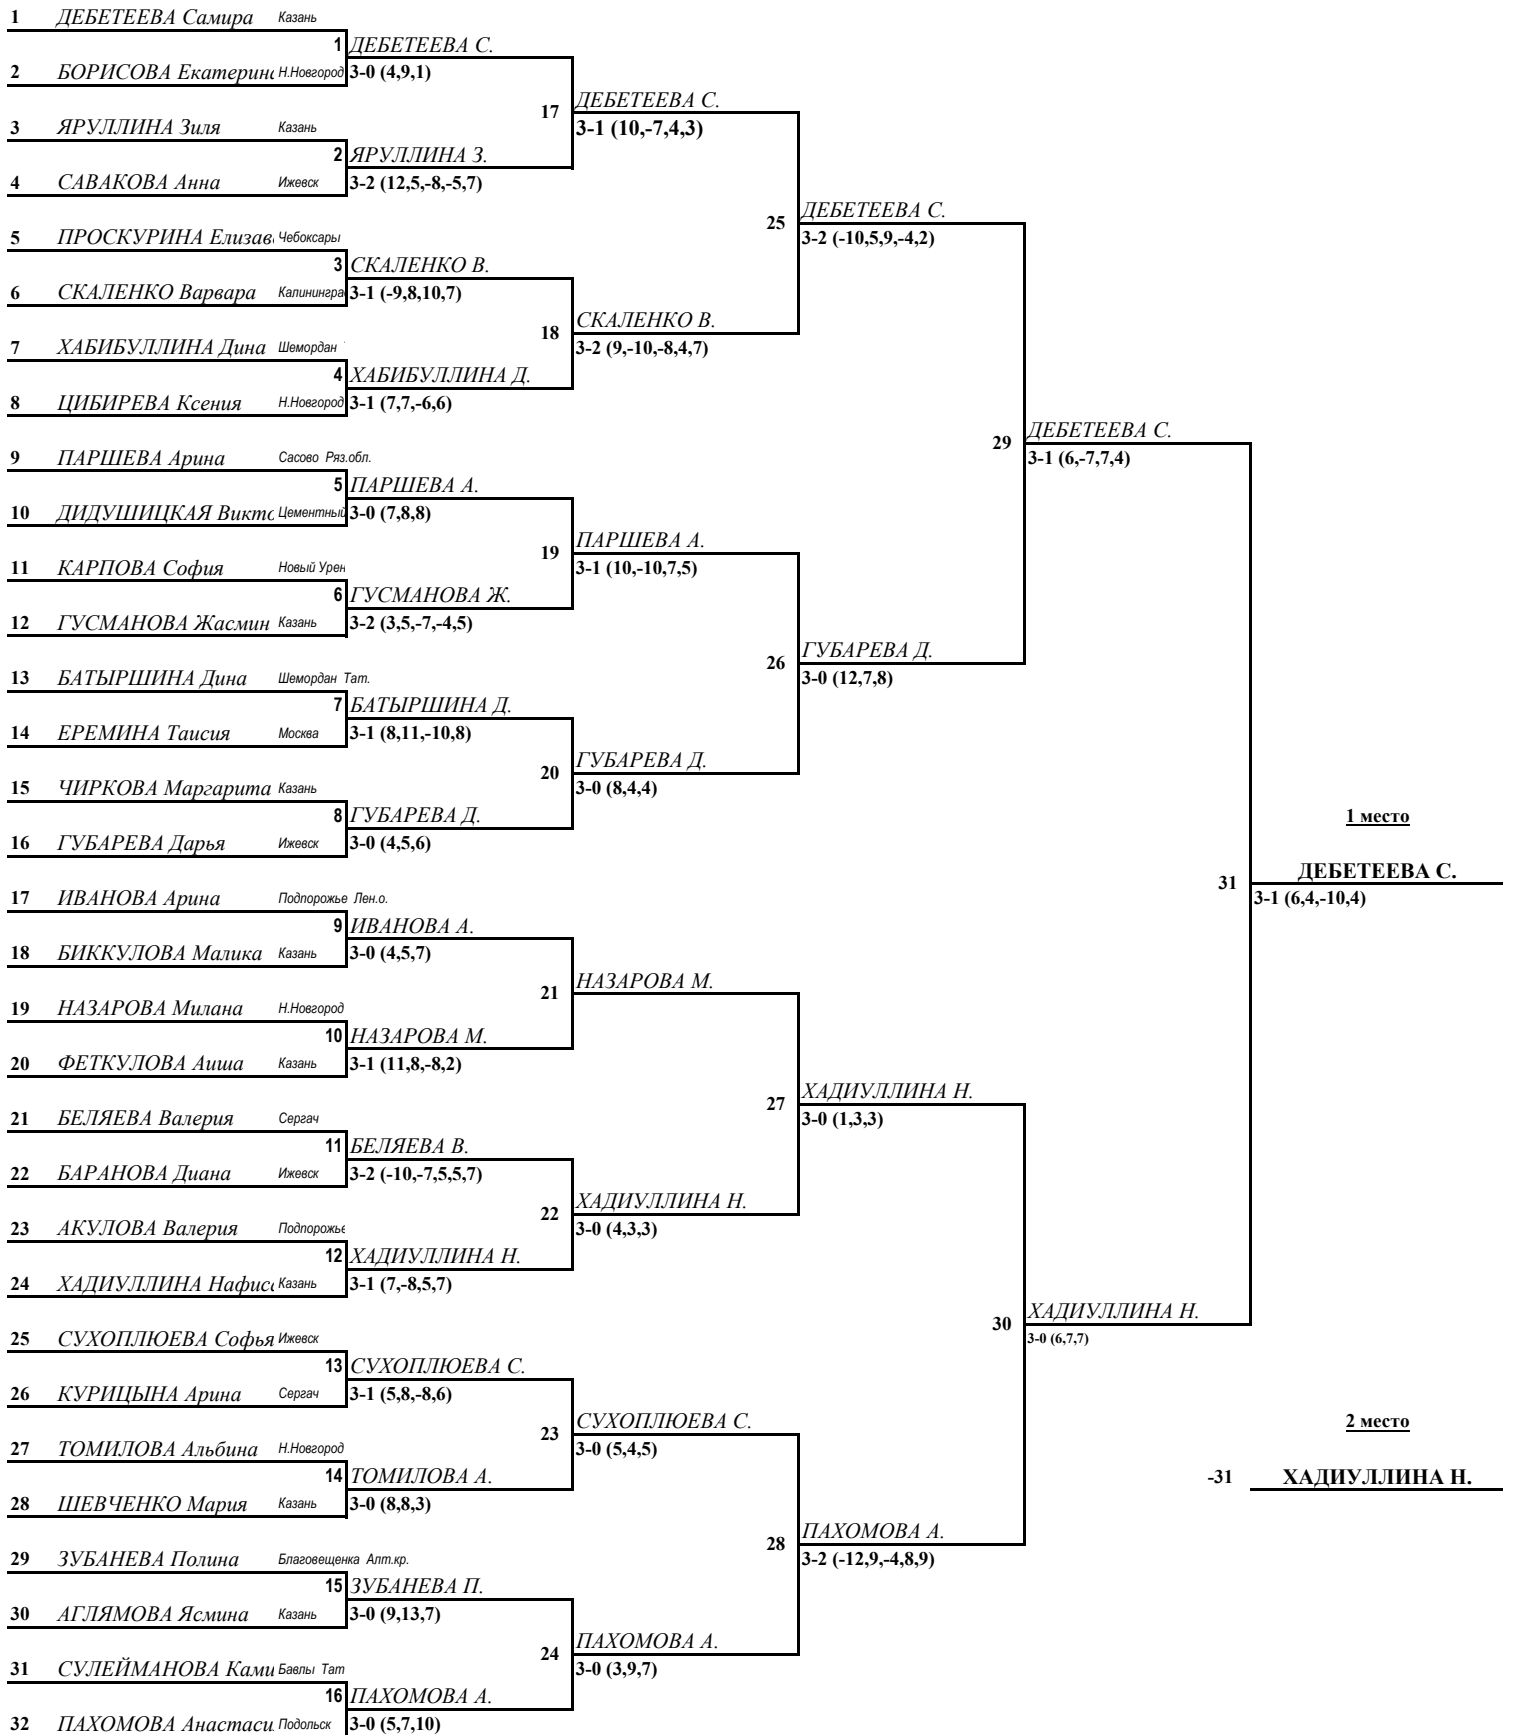 1 ДЕБЕТЕЕВА Самира Казань
1 ДЕБЕТЕЕВА С.
2 БОРИСОВА Екатерина Н.Новгород 3-0 (4,9,1)
17 ДЕБЕТЕЕВА С.
3 ЯРУЛЛИНА Зиля Казань 3-1 (10,-7,4,3)
2 ЯРУЛЛИНА З.
4 САВАКОВА Анна Ижевск 3-2 (12,5,-8,-5,7)
25 ДЕБЕТЕЕВА С.
5 ПРОСКУРИНА Елизав Чебоксары 3-2 (-10,5,9,-4,2)
3 СКАЛЕНКО В.
6 СКАЛЕНКО Варвара Калининград 3-1 (-9,8,10,7)
18 СКАЛЕНКО В.
7 ХАБИБУЛЛИНА Дина Шемордан 3-2 (9,-10,-8,4,7)
4 ХАБИБУЛЛИНА Д.
8 ЦИБИРЕВА Ксения Н.Новгород 3-1 (7,7,-6,6)
29 ДЕБЕТЕЕВА С.
9 ПАРШЕВА Арина Сасово Ряз.обл. 3-1 (6,-7,7,4)
5 ПАРШЕВА А.
10 ДИДУШИЦКАЯ Викто Цементный 3-0 (7,8,8)
19 ПАРШЕВА А.
11 КАРПОВА София Новый Урен 3-1 (10,-10,7,5)
6 ГУСМАНОВА Ж.
12 ГУСМАНОВА Жасмин Казань 3-2 (3,5,-7,-4,5)
26 ГУБАРЕВА Д.
13 БАТЫРШИНА Дина Шемордан Тат. 3-0 (12,7,8)
7 БАТЫРШИНА Д.
14 ЕРЕМИНА Таисия Москва 3-1 (8,11,-10,8)
20 ГУБАРЕВА Д.
15 ЧИРКОВА Маргарита Казань 3-0 (8,4,4)
8 ГУБАРЕВА Д. 1 место
16 ГУБАРЕВА Дарья Ижевск 3-0 (4,5,6)
31 ДЕБЕТЕЕВА С.
17 ИВАНОВА Арина Подпорожье Лен.о. 3-1 (6,4,-10,4)
9 ИВАНОВА А.
18 БИККУЛОВА Малика Казань 3-0 (4,5,7)
21 НАЗАРОВА М.
19 НАЗАРОВА Милана Н.Новгород
10 НАЗАРОВА М.
20 ФЕТКУЛОВА Аиша Казань 3-1 (11,8,-8,2)
27 ХАДИУЛЛИНА Н.
21 БЕЛЯЕВА Валерия Сергач 3-0 (1,3,3)
11 БЕЛЯЕВА В.
22 БАРАНОВА Диана Ижевск 3-2 (-10,-7,5,5,7)
22 ХАДИУЛЛИНА Н.
23 АКУЛОВА Валерия Подпорожье 3-0 (4,3,3)
12 ХАДИУЛЛИНА Н.
24 ХАДИУЛЛИНА Нафиса Казань 3-1 (7,-8,5,7)
30 ХАДИУЛЛИНА Н.
25 СУХОПЛЮЕВА Софья Ижевск 3-0 (6,7,7)
13 СУХОПЛЮЕВА С.
26 КУРИЦЫНА Арина Сергач 3-1 (5,8,-8,6)
23 СУХОПЛЮЕВА С. 2 место
27 ТОМИЛОВА Альбина Н.Новгород 3-0 (5,4,5)
14 ТОМИЛОВА А. -31 ХАДИУЛЛИНА Н.
28 ШЕВЧЕНКО Мария Казань 3-0 (8,8,3)
28 ПАХОМОВА А.
29 ЗУБАНЕВА Полина Благовещенка Алт.кр. 3-2 (-12,9,-4,8,9)
15 ЗУБАНЕВА П.
30 АГЛЯМОВА Ясмина Казань 3-0 (9,13,7)
24 ПАХОМОВА А.
31 СУЛЕЙМАНОВА Ками Бавлы Тат 3-0 (3,9,7)
16 ПАХОМОВА А.
32 ПАХОМОВА Анастаси Подольск 3-0 (5,7,10)